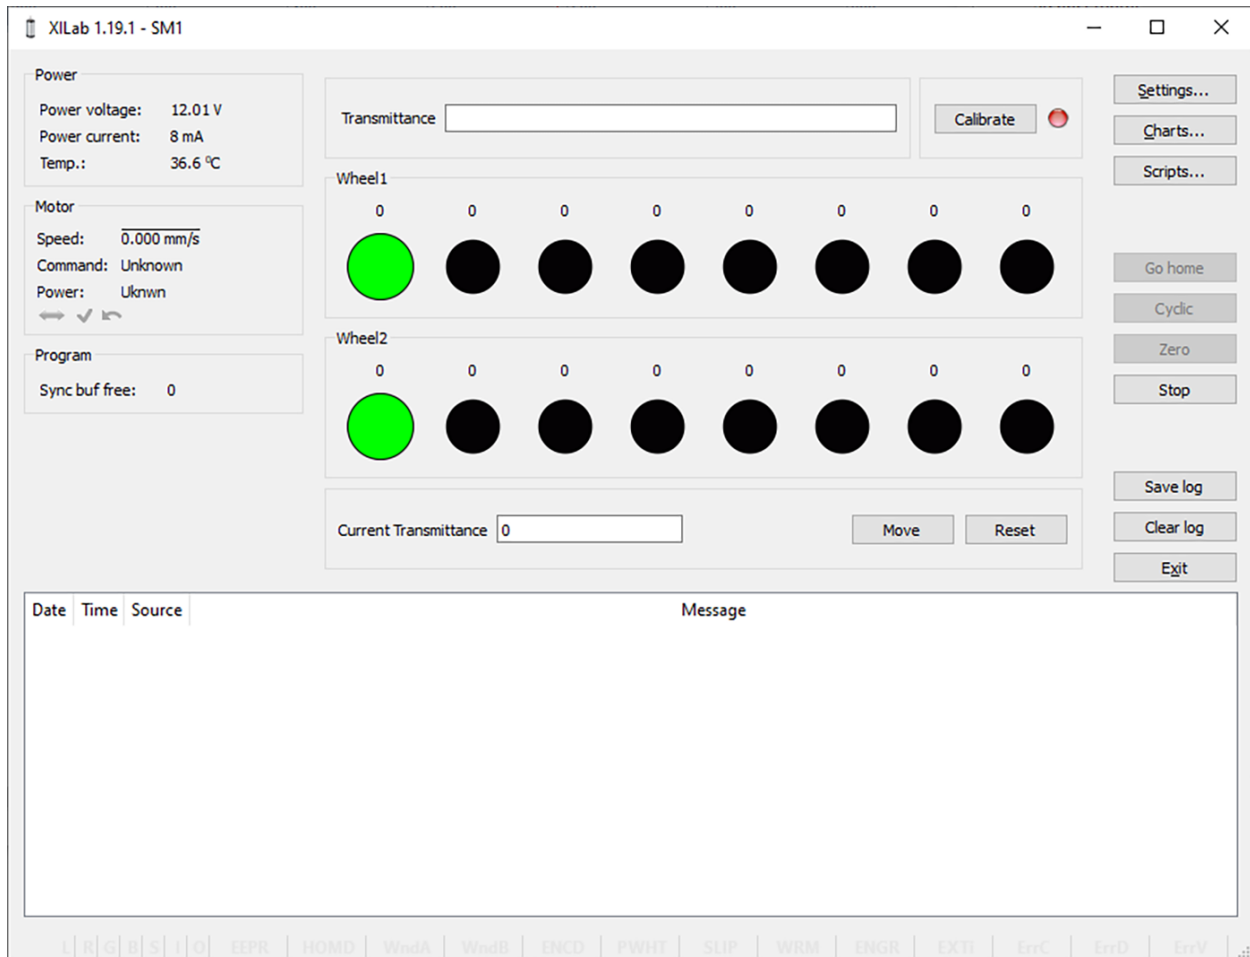 XILab 1.19.1 - SM1
Power
Power voltage: 12.01 V
Power current: 8 mA
Temp.: 36.6 ⁰C
Motor
Speed: 0.000 mm/s
Command: Unknown
Power: Uknwn
Program
Sync buf free: 0
Transmittance
Calibrate
Wheel1
0 0 0 0 0 0 0 0
Wheel2
0 0 0 0 0 0 0 0
Current Transmittance 0 Move Reset
Settings...
Charts...
Scripts...
Go home
Cyclic
Zero
Stop
Save log
Clear log
Exit
Date Time Source Message
L R G B S I O EEPR HOMD WndA WndB ENCD PWHT SLIP WRM ENGR EXTi ErrC ErrD ErrV